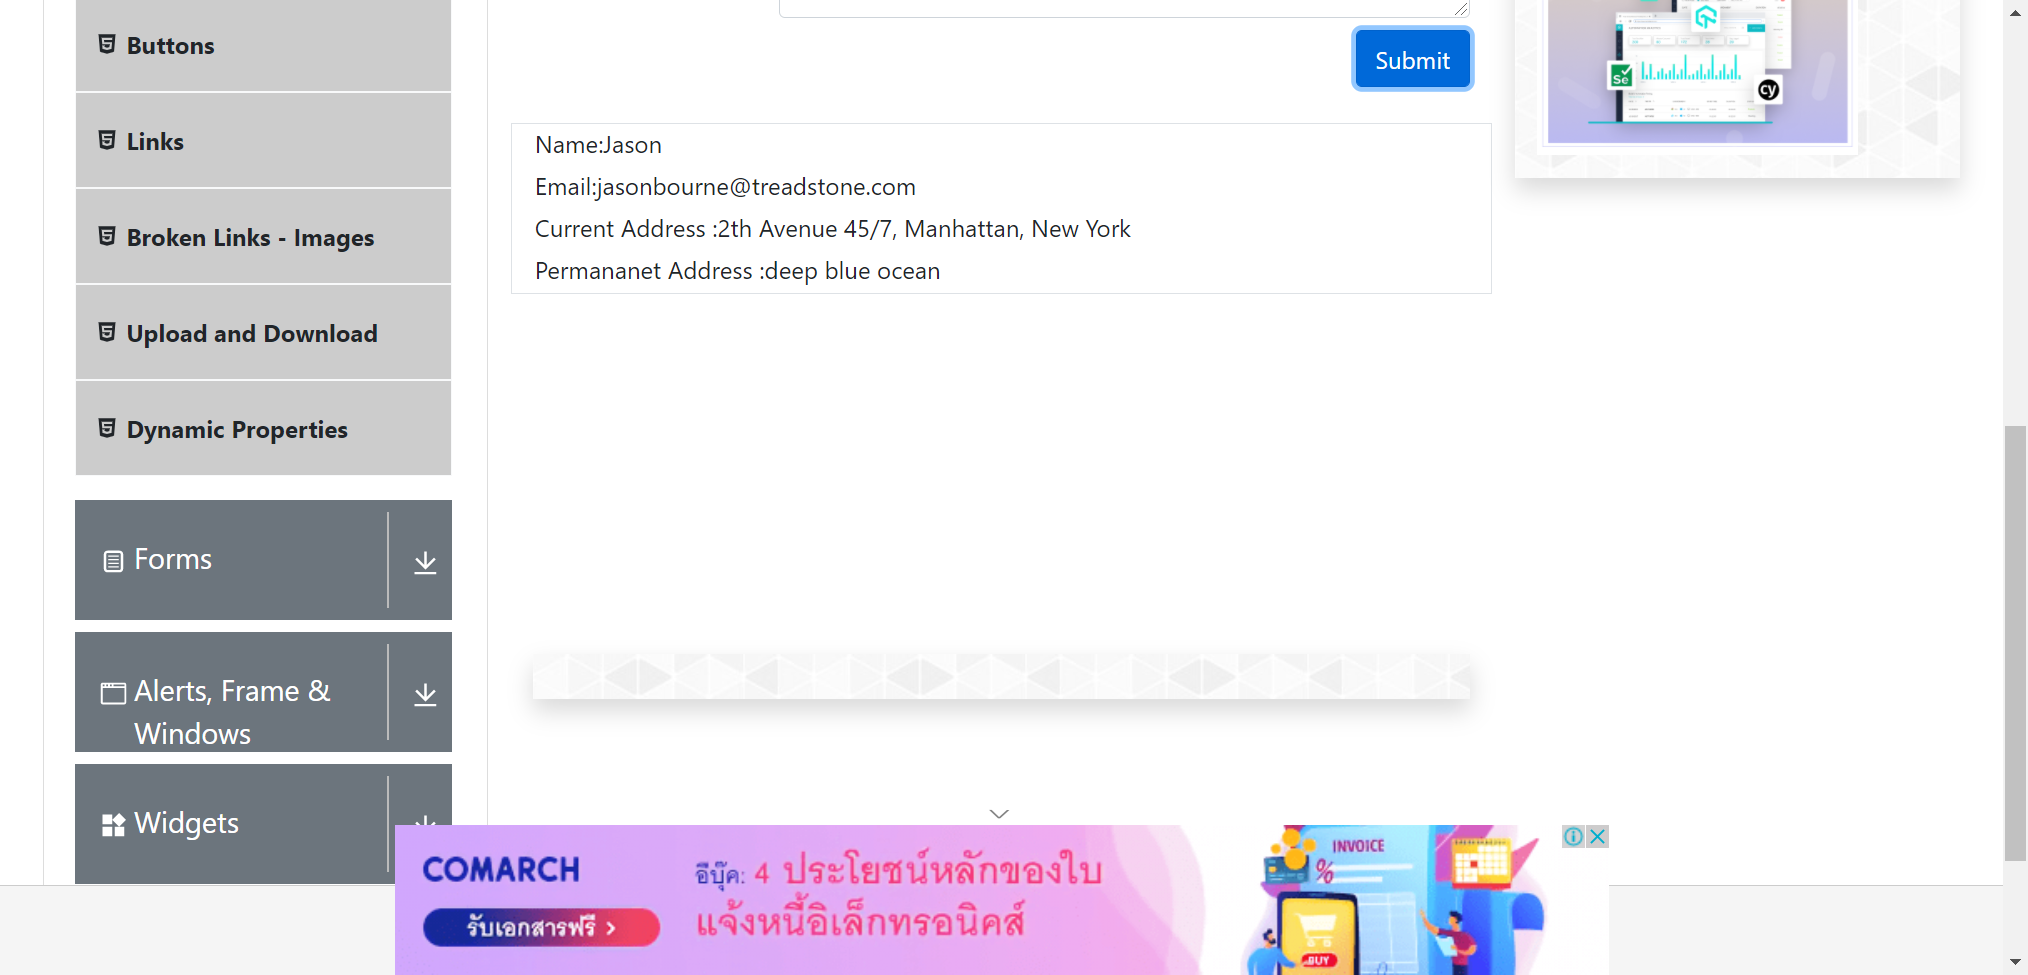 Buttons
Links
Broken Links - Images
Upload and Download
Dynamic Properties
Forms
Alerts, Frame &
Windows
Widgets
Submit
Name:Jason
Email:jasonbourne@treadstone.com
Current Address :2th Avenue 45/7, Manhattan, New York
Permananet Address :deep blue ocean
Se
cy
COMARCH
รับเอกสารฟรี >
อีบุ๊ค: 4 ประโยชน์หลักของใบ
แจ้งหนี้อิเล็กทรอนิคส์
INVOICE
%
BUY